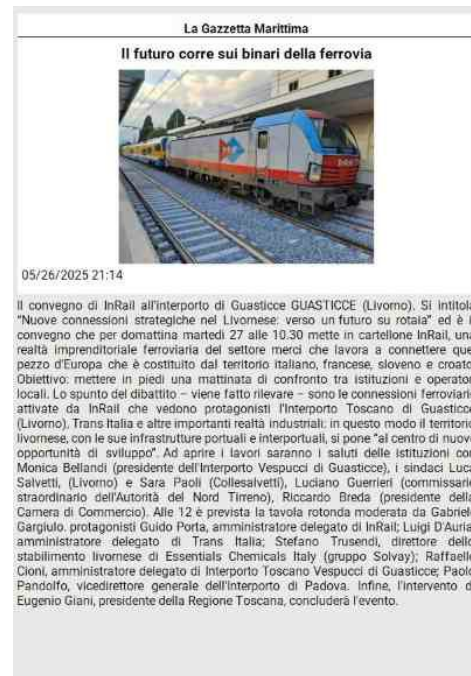 La Gazzetta Marittima
Il futuro corre sui binari della ferrovia
InRail
05/26/2025 21:14
Il convegno di InRail all'interporto di Guasticce GUASTICCE (Livorno). Si intitola
"Nuove connessioni strategiche nel Livornese: verso un futuro su rotaia" ed è i
convegno che per domattina martedì 27 alle 10.30 mette in cartellone InRail, una
realtà imprenditoriale ferroviaria del settore merci che lavora a connettere que
pezzo d'Europa che è costituito dal territorio italiano, francese, sloveno e croato
Obiettivo: mettere in piedi una mattinata di confronto tra istituzioni e operator
locali. Lo spunto del dibattito – viene fatto rilevare – sono le connessioni ferroviarie
attivate da InRail che vedono protagonisti l'Interporto Toscano di Guasticce
(Livorno), Trans Italia e altre importanti realtà industriali: in questo modo il territorio
livornese, con le sue infrastrutture portuali e interportuali, si pone "al centro di nuove
opportunità di sviluppo". Ad aprire i lavori saranno i saluti delle istituzioni con
Monica Bellandi (presidente dell'Interporto Vespucci di Guasticce), i sindaci Luca
Salvetti, (Livorno) e Sara Paoli (Collesalvetti), Luciano Guerrieri (commissario
straordinario dell'Autorità del Nord Tirreno), Riccardo Breda (presidente della
Camera di Commercio). Alle 12 è prevista la tavola rotonda moderata da Gabriele
Gargiulo. protagonisti Guido Porta, amministratore delegato di InRail; Luigi D'Auria
amministratore delegato di Trans Italia; Stefano Trusendi, direttore dello
stabilimento livornese di Essentials Chemicals Italy (gruppo Solvay); Raffaello
Cioni, amministratore delegato di Interporto Toscano Vespucci di Guasticce; Paolo
Pandolfo, vicedirettore generale dell'Interporto di Padova. Infine, l'intervento d
Eugenio Giani, presidente della Regione Toscana, concluderà l'evento.